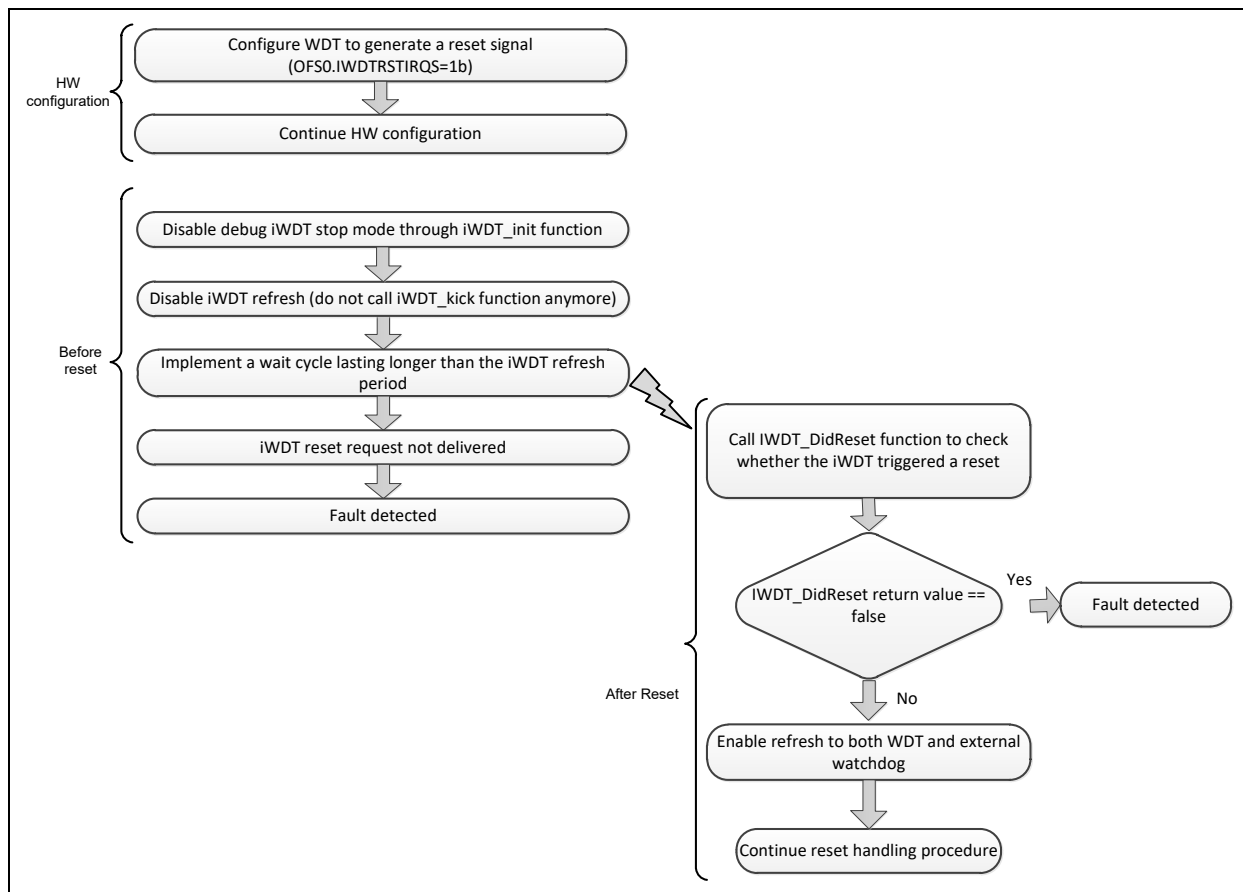 Configure WDT to generate a reset signal
(OFS0.IWDTRSTIRQS=1b)
HW
configuration
Continue HW configuration
Disable debug iWDT stop mode through iWDT_init function
Disable iWDT refresh (do not call iWDT_kick function anymore)
Before
reset
Implement a wait cycle lasting longer than the iWDT refresh
period
iWDT reset request not delivered
Fault detected
Call IWDT_DidReset function to check
whether the iWDT triggered a reset
After Reset
IWDT_DidReset return value ==
false
Yes
Fault detected
No
Enable refresh to both WDT and external
watchdog
Continue reset handling procedure